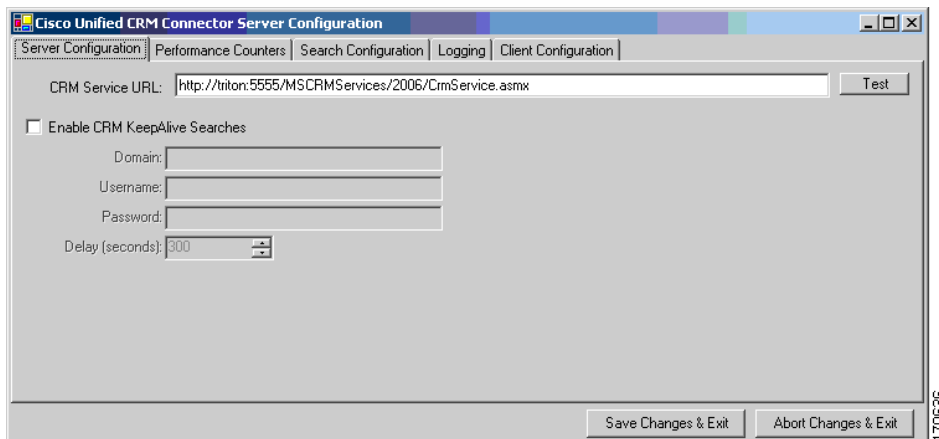 Cisco Unified CRM Connector Server Configuration
Server Configuration Performance Counters Search Configuration Logging Client Configuration
CRM Service URL: http://triton:5555/MSCRMServices/2006/CrmService.asmx Test
Enable CRM KeepAlive Searches
Domain:
Username:
Password:
Delay (seconds): 300
Save Changes & Exit Abort Changes & Exit
170636